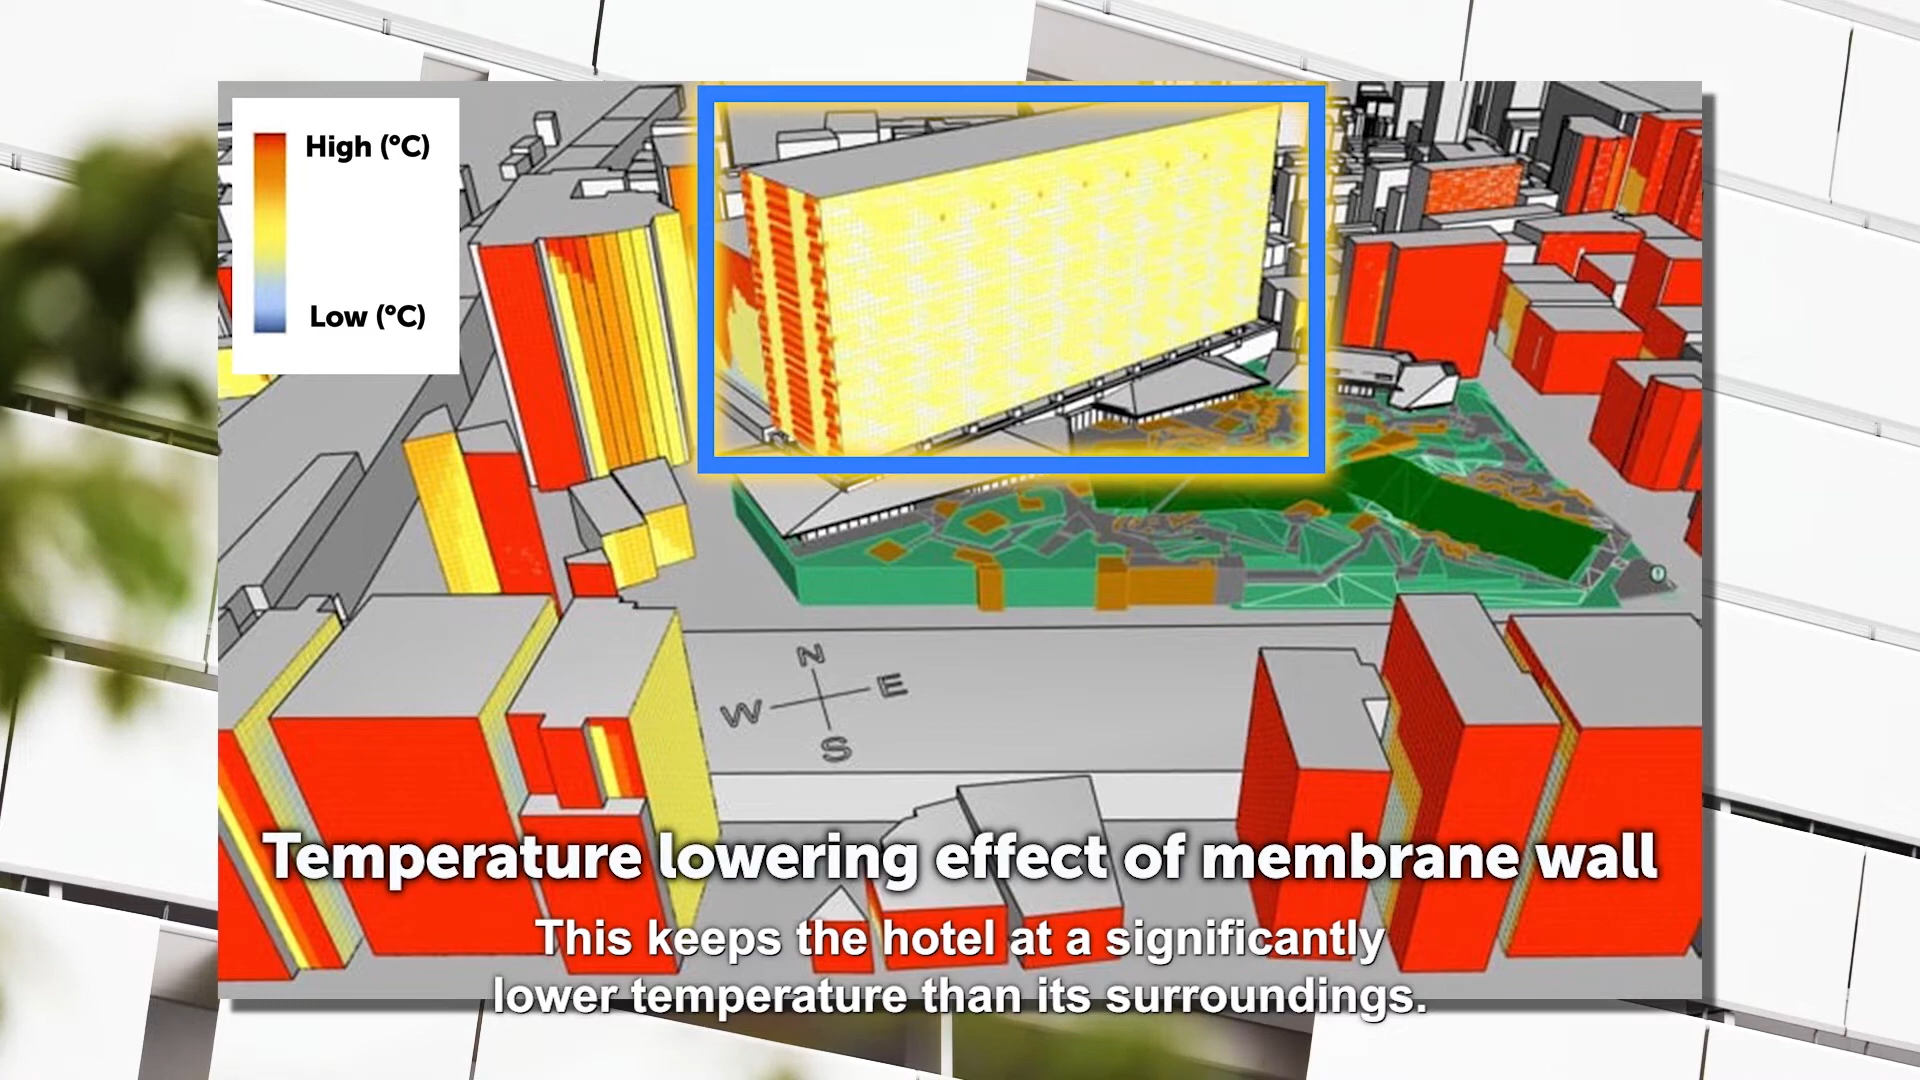 High (°C)
Low (°C)
N
W E
S
Temperature lowering effect of membrane wall
This keeps the hotel at a significantly
lower temperature than its surroundings.